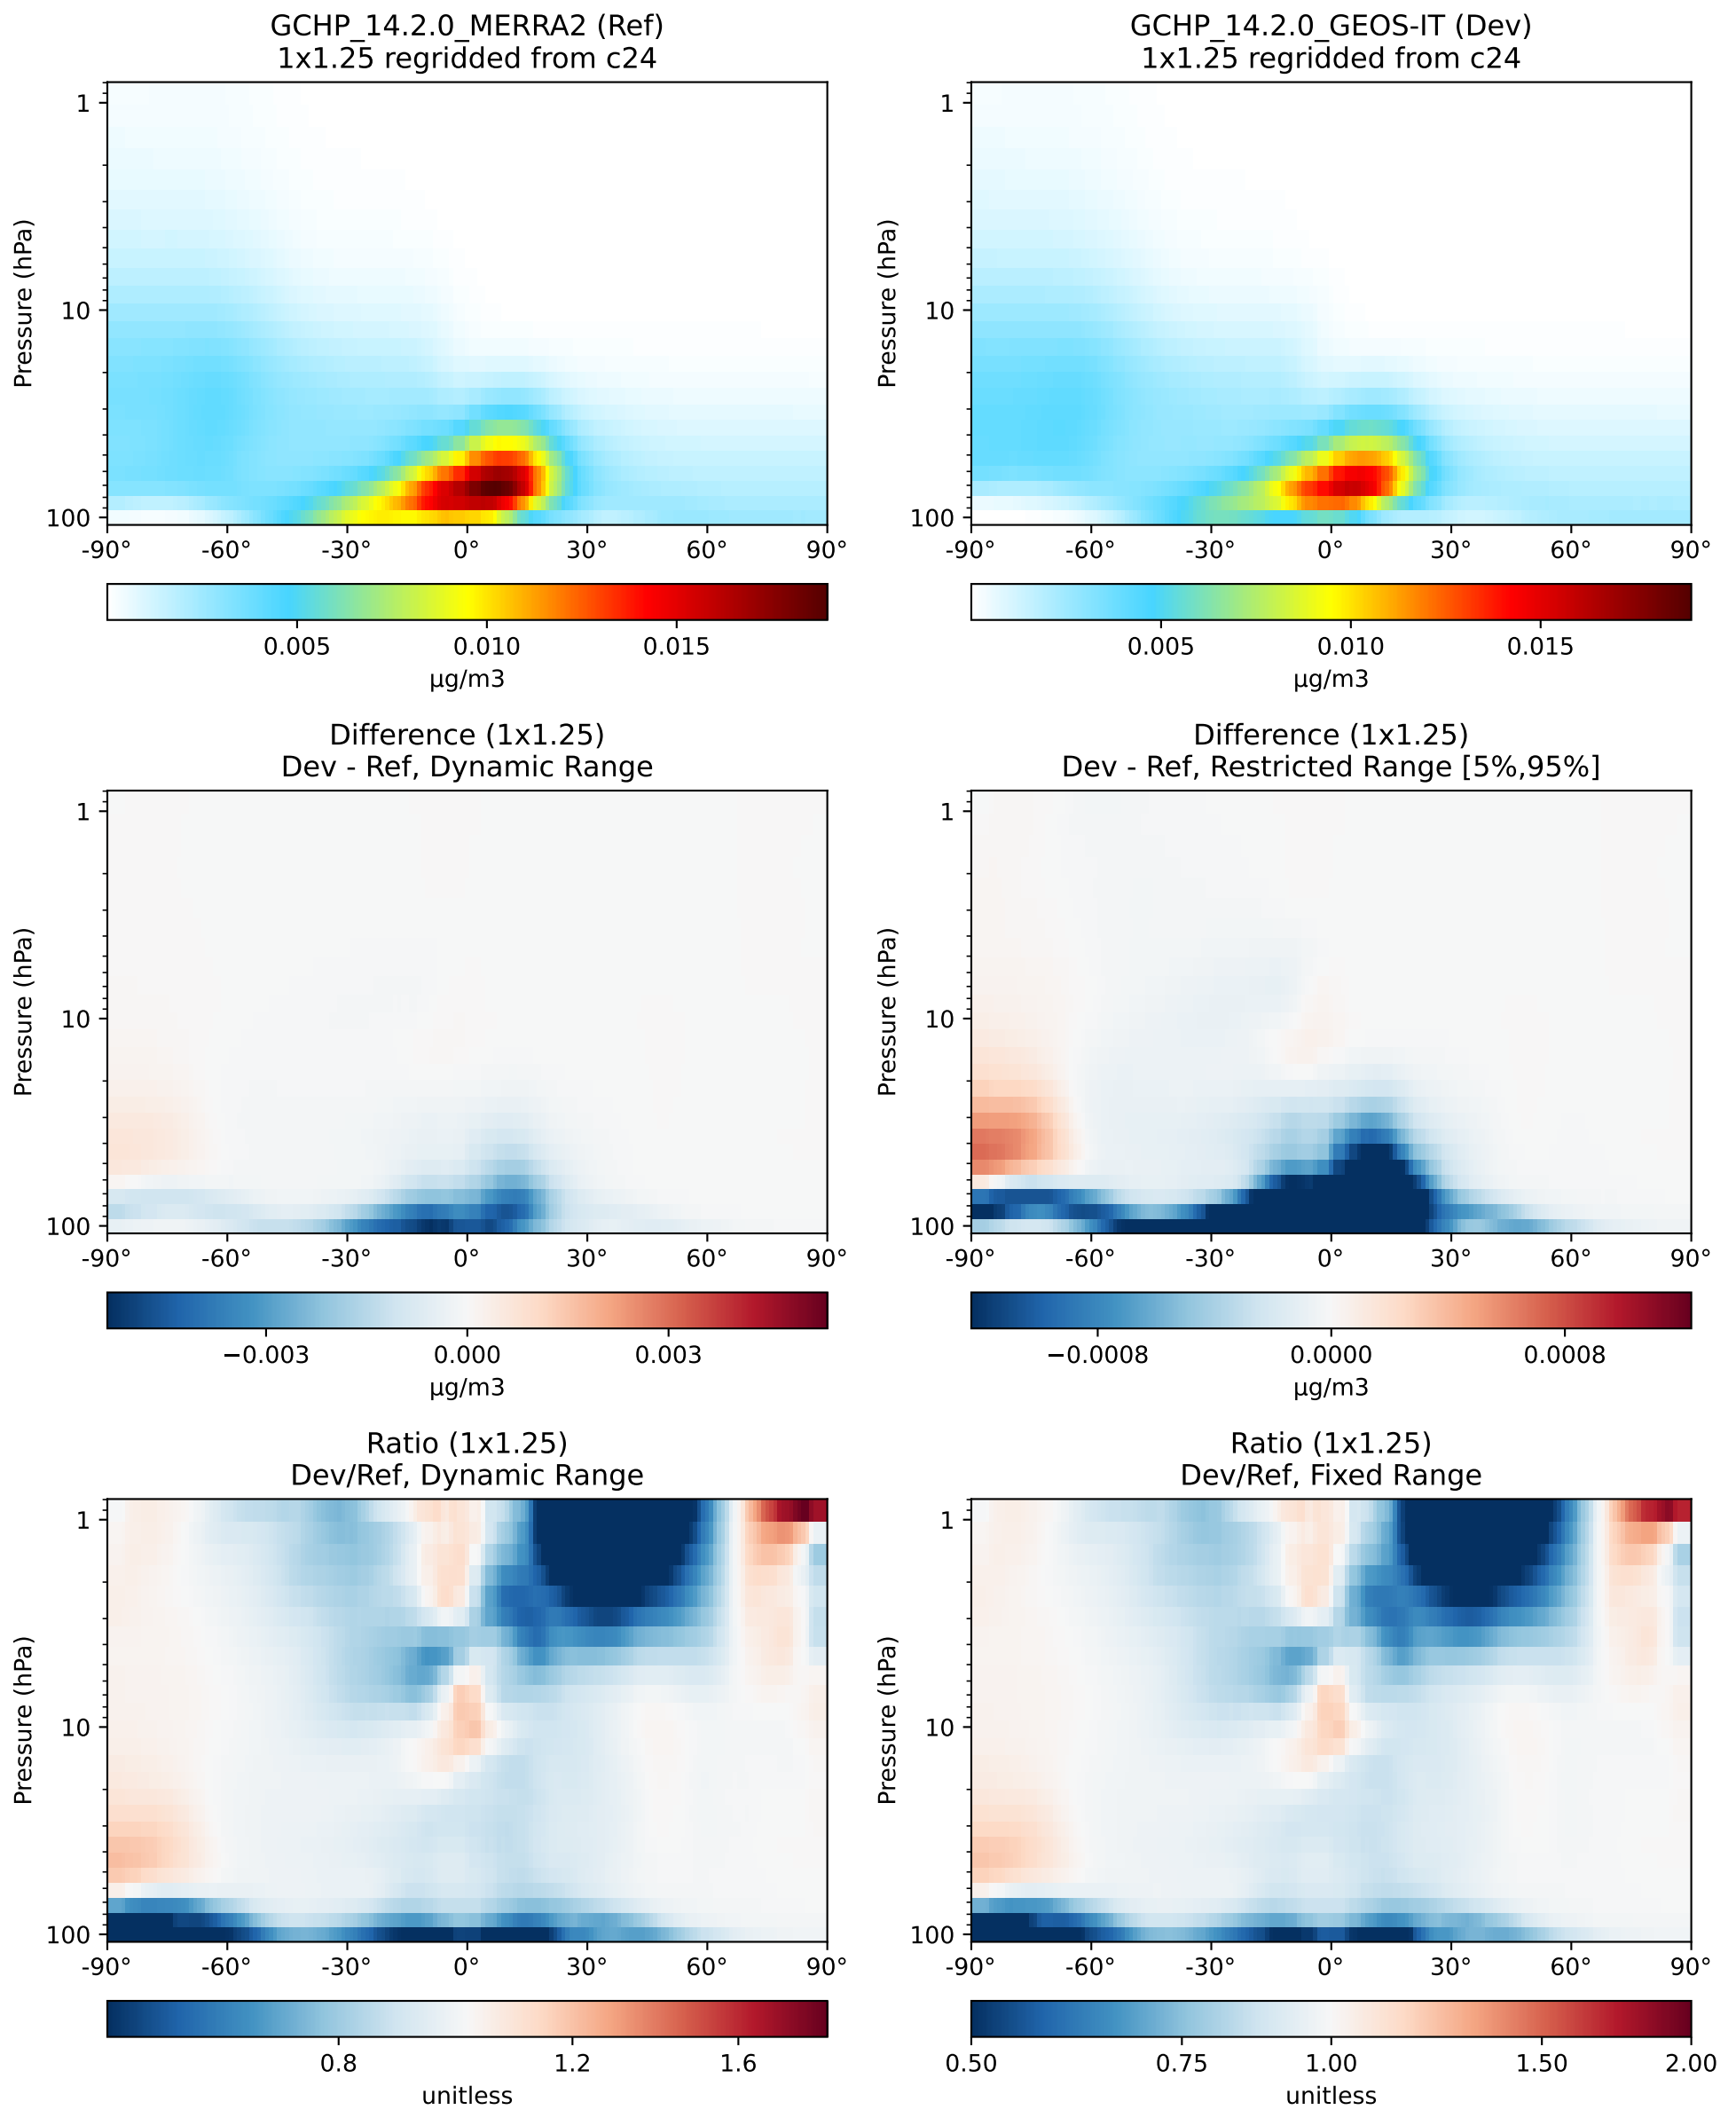 GCHP_14.2.0_MERRA2 (Ref)
1x1.25 regridded from c24
Pressure (hPa)
1
10
100
-90° -60° -30° 0° 30° 60° 90°
0.005 0.010 0.015
µg/m3
GCHP_14.2.0_GEOS-IT (Dev)
1x1.25 regridded from c24
Pressure (hPa)
1
10
100
-90° -60° -30° 0° 30° 60° 90°
0.005 0.010 0.015
µg/m3
Difference (1x1.25)
Dev - Ref, Dynamic Range
Pressure (hPa)
1
10
100
-90° -60° -30° 0° 30° 60° 90°
−0.003 0.000 0.003
µg/m3
Difference (1x1.25)
Dev - Ref, Restricted Range [5%,95%]
Pressure (hPa)
1
10
100
-90° -60° -30° 0° 30° 60° 90°
−0.0008 0.0000 0.0008
µg/m3
Ratio (1x1.25)
Dev/Ref, Dynamic Range
Pressure (hPa)
1
10
100
-90° -60° -30° 0° 30° 60° 90°
0.8 1.2 1.6
unitless
Ratio (1x1.25)
Dev/Ref, Fixed Range
Pressure (hPa)
1
10
100
-90° -60° -30° 0° 30° 60° 90°
0.50 0.75 1.00 1.50 2.00
unitless